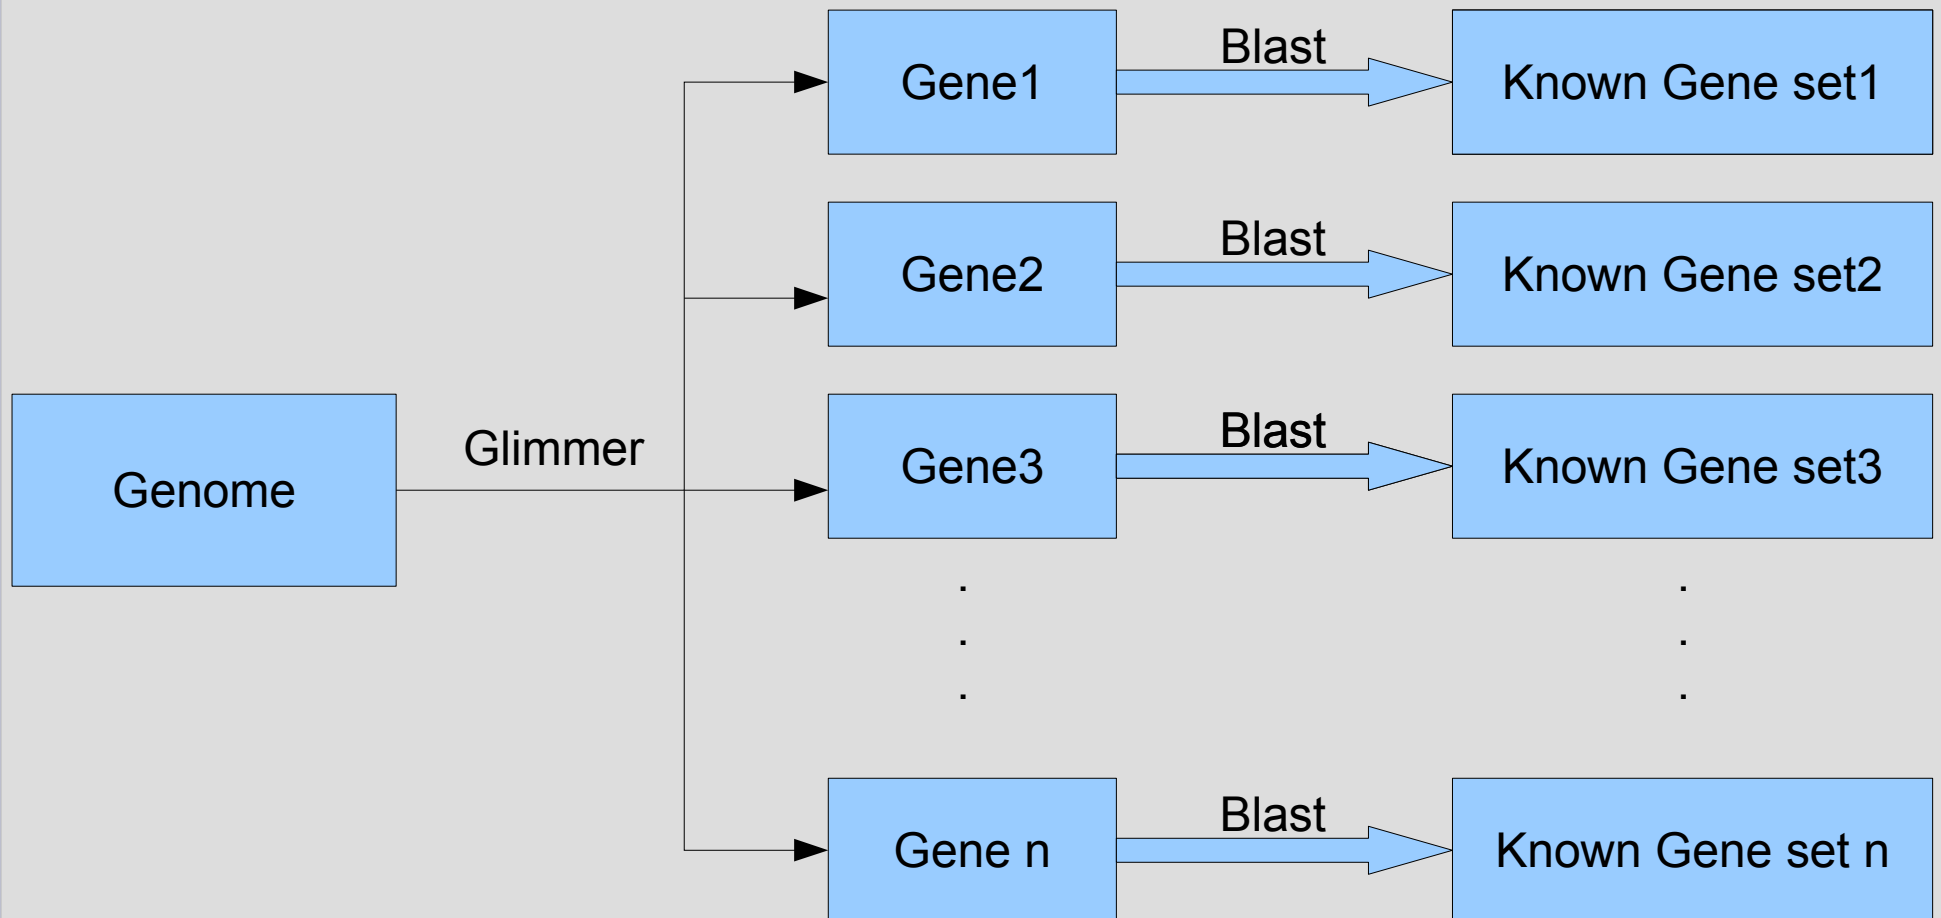 Gene1
Blast
Known Gene set1
Gene2
Blast
Known Gene set2
Genome
Glimmer
Gene3
Blast
Known Gene set3
.
.
.
.
.
.
Gene n
Blast
Known Gene set n